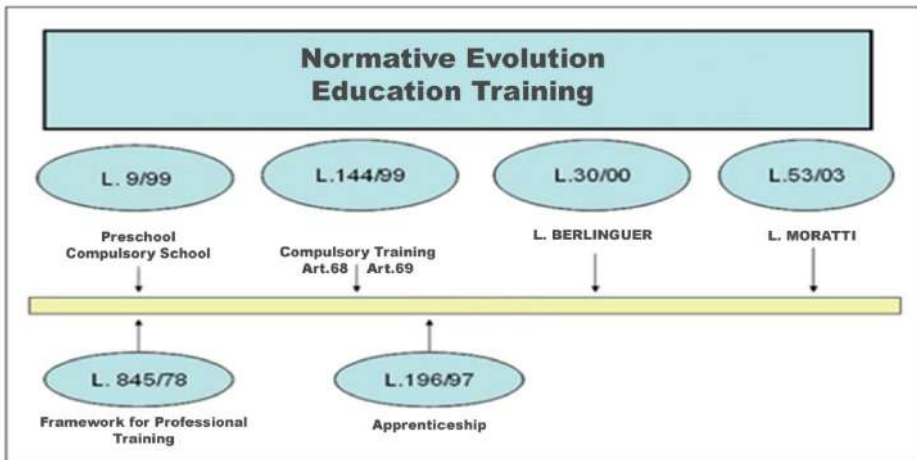 Normative Evolution
Education Training
L. 9/99
L.144/99
L.30/00
L.53/03
Preschool
Compulsory School
Compulsory Training
Art.68 Art.69
L. BERLINGUER
L. MORATTI
L. 845/78
L.196/97
Framework for Professional
Training
Apprenticeship